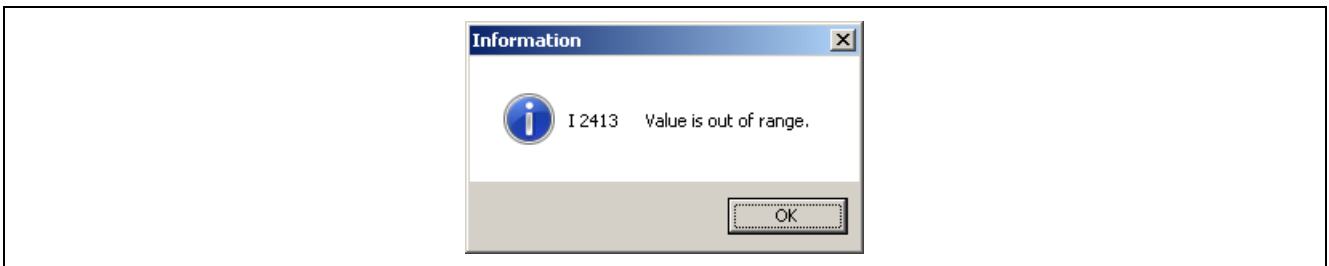 Information
I 2413 Value is out of range.
OK